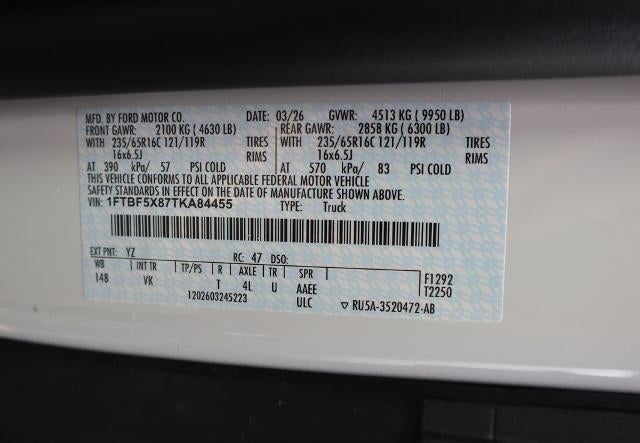 MFD. BY FORD MOTOR CO. DATE: 03/26 GVWR: 4513 KG (9950 LB)
FRONT GAWR: 2100 KG (4630 LB) REAR GAWR: 2858 KG (6300 LB)
WITH 235/65R16C 121/119R TIRES WITH 235/65R16C 121/119R TIRES
16x6.5J RIMS 16x6.5J RIMS
AT 390 kPa/ 57 PSI COLD AT 570 kPa/ 83 PSI COLD
THIS VEHICLE CONFORMS TO ALL APPLICABLE FEDERAL MOTOR VEHICLE
SAFETY STANDARDS IN EFFECT ON THE DATE OF MANUFACTURE SHOWN ABOVE.
VIN: 1FTBF5X87TKA84455 TYPE: Truck
EXT PNT: YZ RC: 47 DSO:
WB INT TR TP/PS R AXLE TR SPR F1292
148 VK T 4L U AAEE T2250
1202603245223 ULC ▽ RU5A-3520472-AB